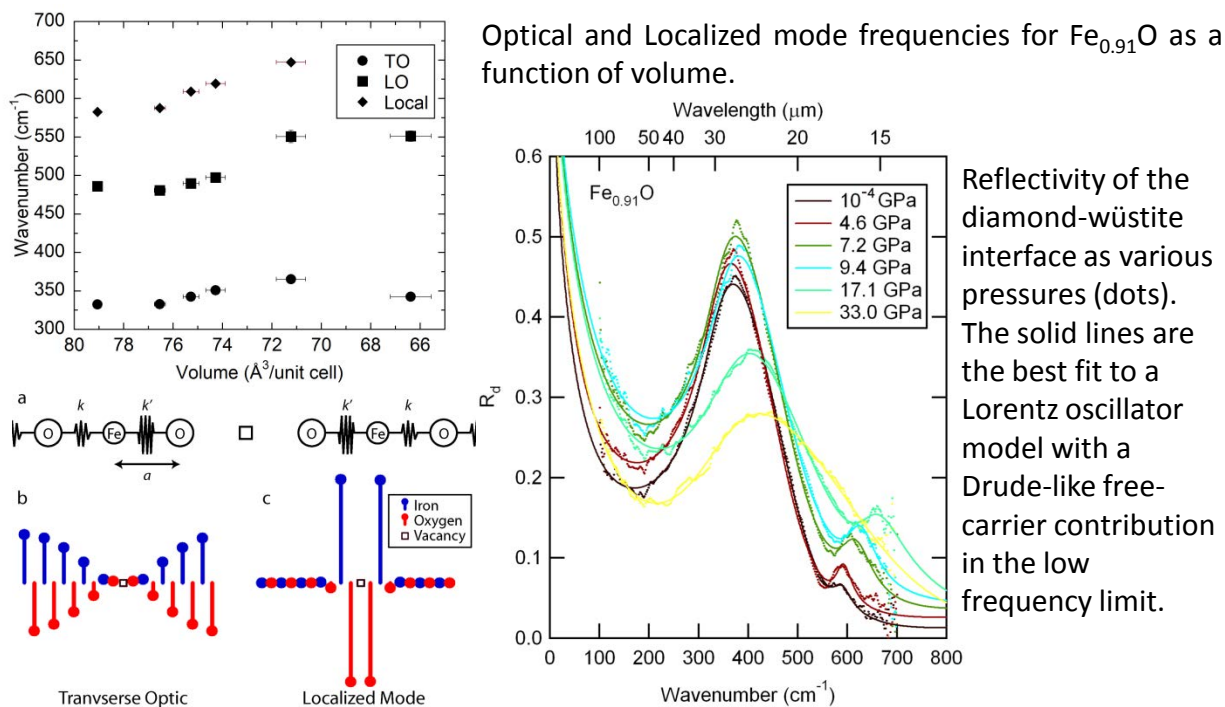 Optical and Localized mode frequencies for Fe₀.₉₁O as a
function of volume.
700
650
600
550
500
450
400
350
300
Wavenumber (cm⁻¹)
TO
LO
Local
80 78 76 74 72 70 68 66
Volume (Å³/unit cell)
a
k k' k' k
O Fe O O Fe O
a
b c
Iron
Oxygen
Vacancy
Tranvserse Optic Localized Mode
Wavelength (μm)
100 50 40 30 20 15
0.6
0.5
0.4
0.3
0.2
0.1
0.0
R_d
Fe₀.₉₁O
10⁻⁴ GPa
4.6 GPa
7.2 GPa
9.4 GPa
17.1 GPa
33.0 GPa
0 100 200 300 400 500 600 700 800
Wavenumber (cm⁻¹)
Reflectivity of the
diamond-wüstite
interface as various
pressures (dots).
The solid lines are
the best fit to a
Lorentz oscillator
model with a
Drude-like free-
carrier contribution
in the low
frequency limit.